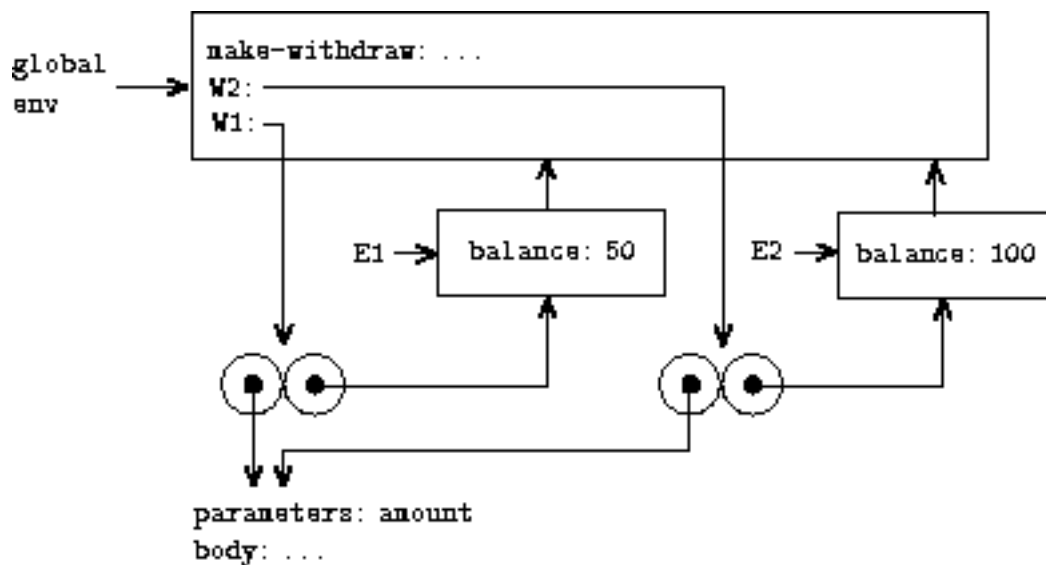 make-withdraw: ...
global env
W2:
W1:
E1
balance: 50
E2
balance: 100
parameters: amount
body: ...